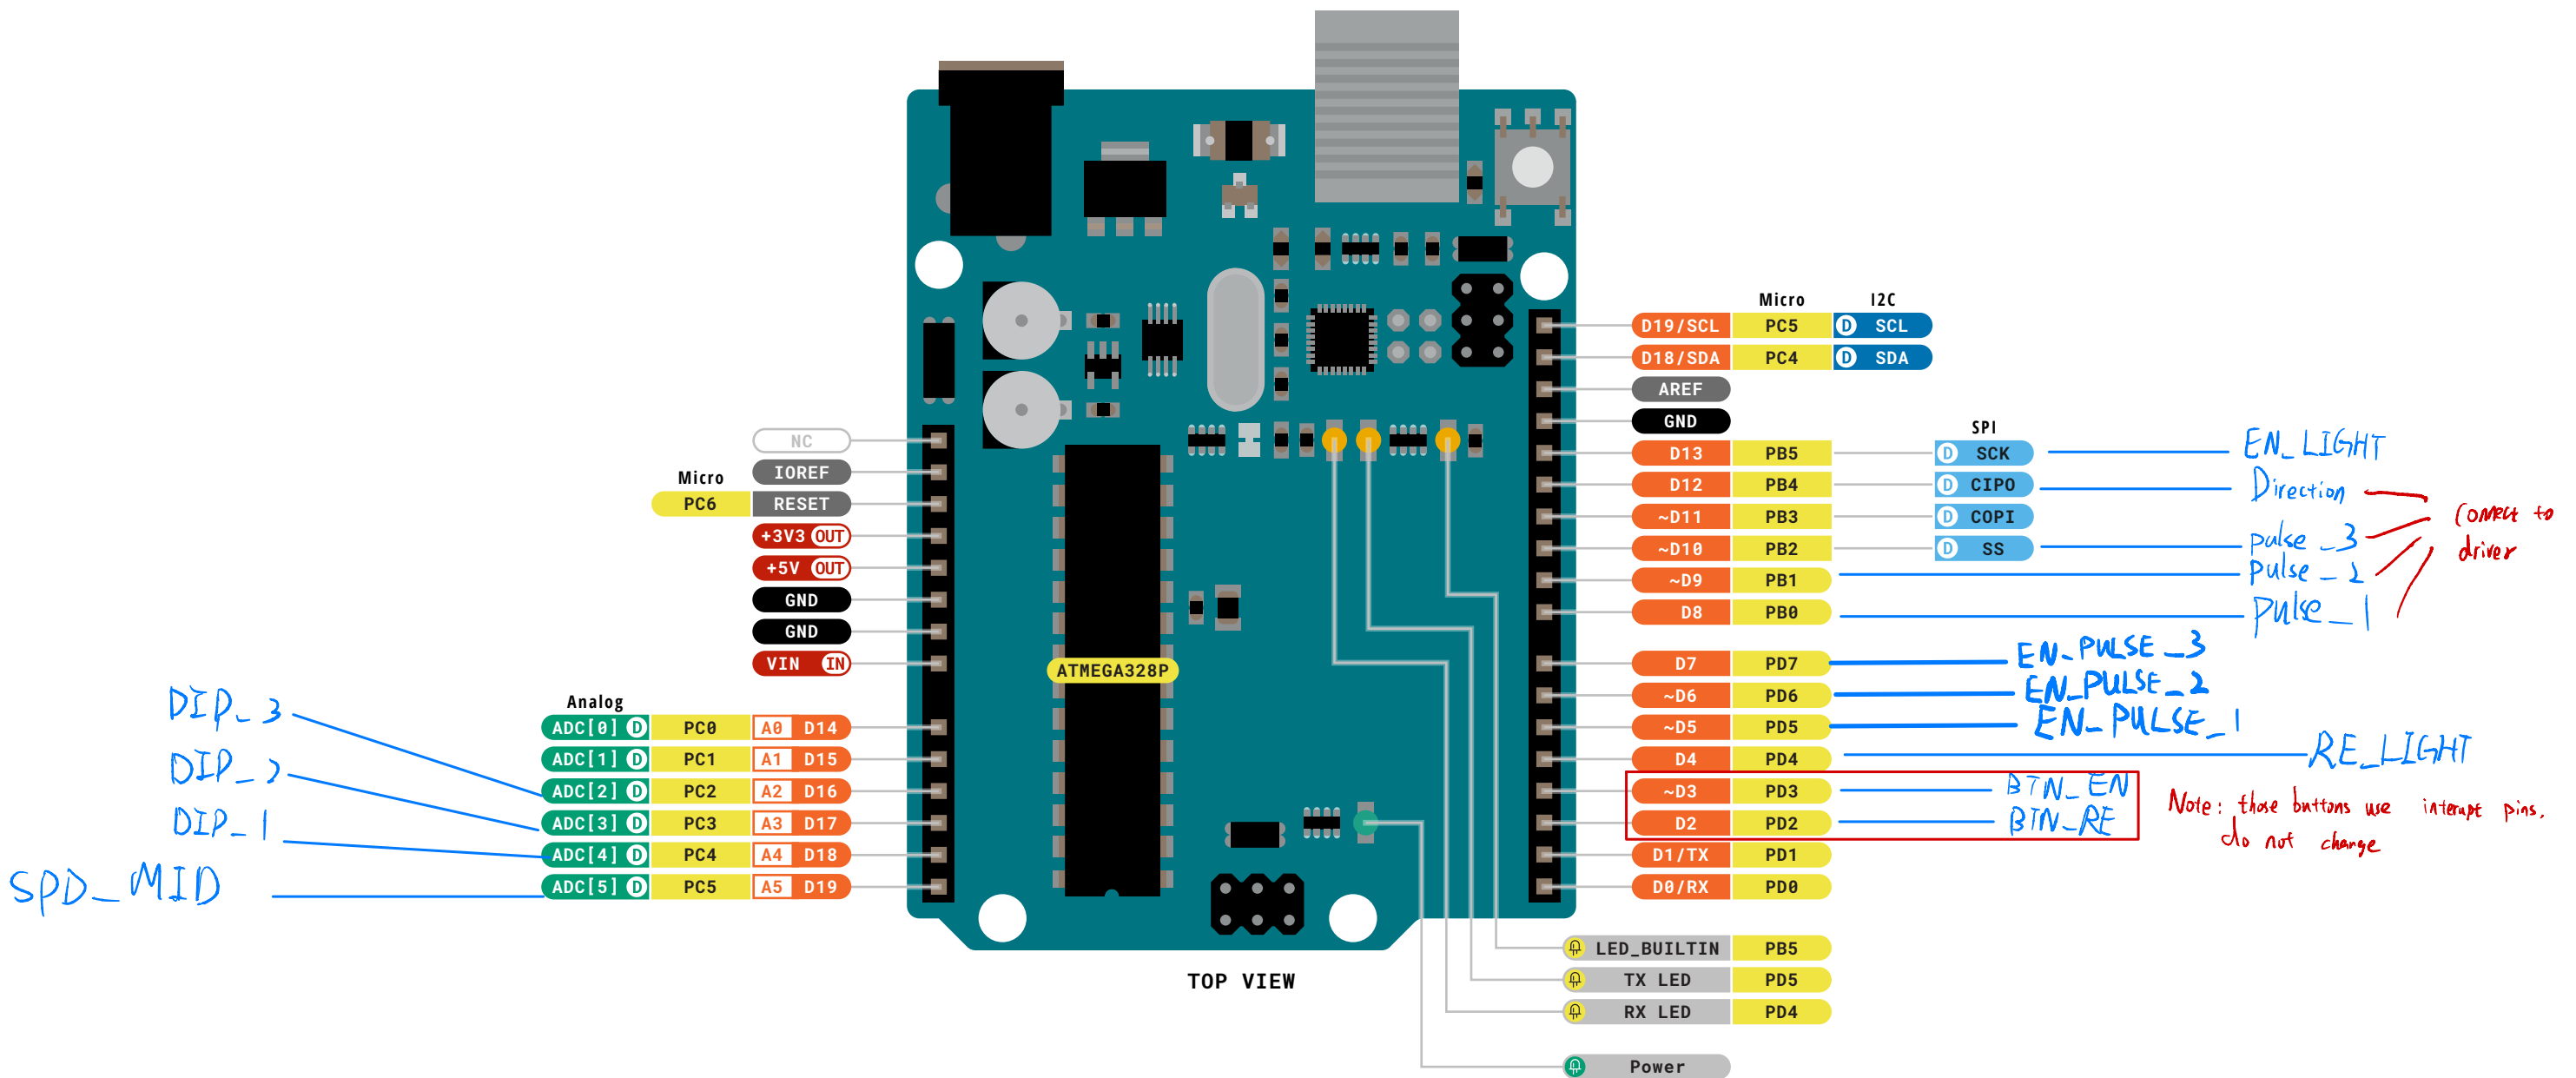 Micro I2C
D19/SCL PC5 D SCL
D18/SDA PC4 D SDA
AREF
GND
SPI
D13 PB5 D SCK EN_LIGHT
D12 PB4 D CIPO Direction
~D11 PB3 D COPI
~D10 PB2 D SS pulse_3
~D9 PB1 pulse_2
D8 PB0 pulse_1
Conect to
driver
D7 PD7 EN_PULSE_3
~D6 PD6 EN_PULSE_2
~D5 PD5 EN_PULSE_1
D4 PD4 RE_LIGHT
~D3 PD3 BTN_EN
D2 PD2 BTN_RE
Note: those buttons use interupt pins.
do not change
D1/TX PD1
D0/RX PD0
NC
IOREF
Micro
PC6 RESET
+3V3 OUT
+5V OUT
GND
GND
VIN IN
ATMEGA328P
Analog
ADC[0] D PC0 A0 D14
ADC[1] D PC1 A1 D15
DIP_3 ADC[2] D PC2 A2 D16
DIP_2 ADC[3] D PC3 A3 D17
DIP_1 ADC[4] D PC4 A4 D18
SPD_MID ADC[5] D PC5 A5 D19
TOP VIEW
LED_BUILTIN PB5
TX LED PD5
RX LED PD4
Power